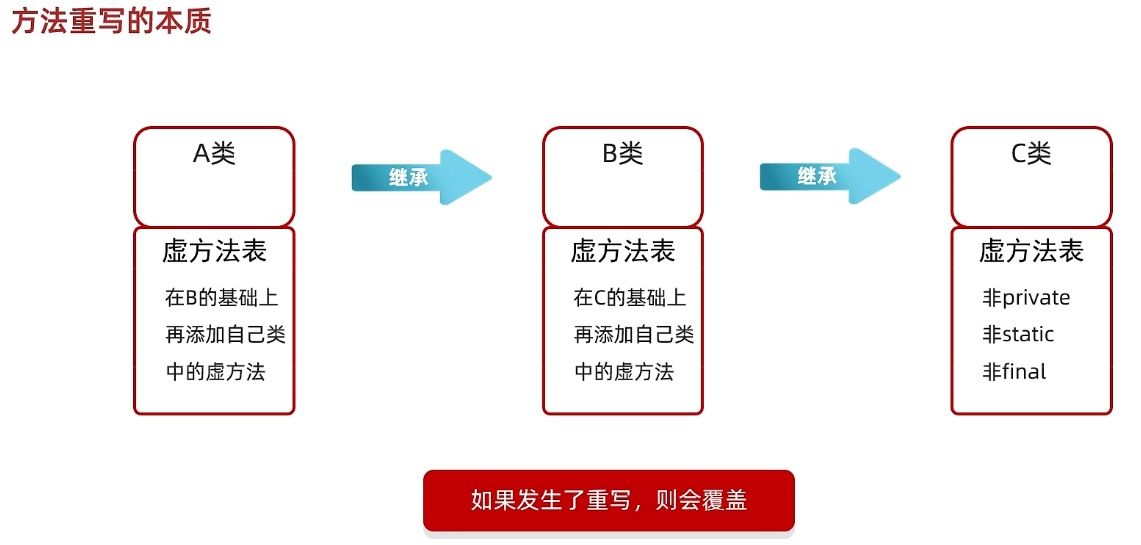 方法重写的本质
A类
继承
B类
继承
C类
虚方法表
在B的基础上
再添加自己类
中的虚方法
虚方法表
在C的基础上
再添加自己类
中的虚方法
虚方法表
非private
非static
非final
如果发生了重写，则会覆盖